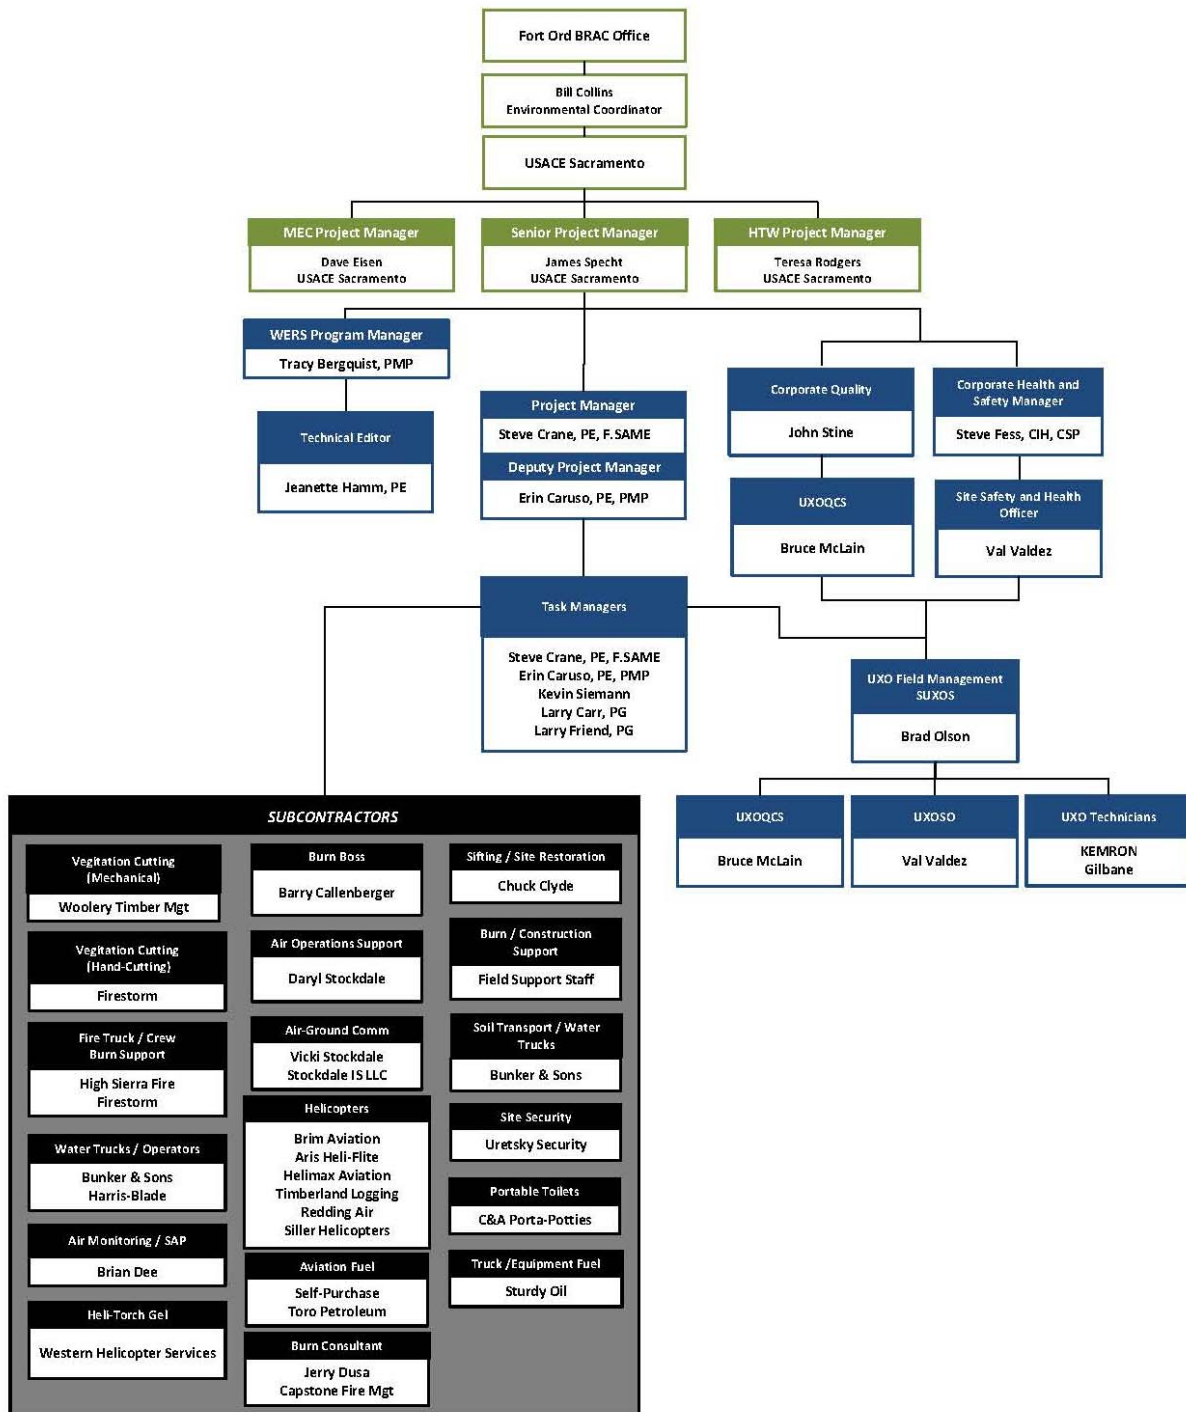 Fort Ord BRAC Office
Bill Collins
Environmental Coordinator
USACE Sacramento
MEC Project Manager
Dave Eisen
USACE Sacramento
Senior Project Manager
James Specht
USACE Sacramento
HTW Project Manager
Teresa Rodgers
USACE Sacramento
WERS Program Manager
Tracy Bergquist, PMP
Technical Editor
Jeanette Hamm, PE
Project Manager
Steve Crane, PE, F.SAME
Deputy Project Manager
Erin Caruso, PE, PMP
Corporate Quality
John Stine
Corporate Health and
Safety Manager
Steve Fess, CIH, CSP
UXOQCS
Bruce McLain
Site Safety and Health
Officer
Val Valdez
Task Managers
Steve Crane, PE, F.SAME
Erin Caruso, PE, PMP
Kevin Siemann
Larry Carr, PG
Larry Friend, PG
UXO Field Management
SUXOS
Brad Olson
UXOQCS
Bruce McLain
UXOSO
Val Valdez
UXO Technicians
KEMRON
Gilbane
SUBCONTRACTORS
Vegitation Cutting
(Mechanical)
Woolery Timber Mgt
Vegitation Cutting
(Hand-Cutting)
Firestorm
Fire Truck / Crew
Burn Support
High Sierra Fire
Firestorm
Water Trucks / Operators
Bunker & Sons
Harris-Blade
Air Monitoring / SAP
Brian Dee
Heli-Torch Gel
Western Helicopter Services
Burn Boss
Barry Callenberger
Air Operations Support
Daryl Stockdale
Air-Ground Comm
Vicki Stockdale
Stockdale IS LLC
Helicopters
Brim Aviation
Aris Heli-Flite
Helimax Aviation
Timberland Logging
Redding Air
Siller Helicopters
Aviation Fuel
Self-Purchase
Toro Petroleum
Burn Consultant
Jerry Dusa
Capstone Fire Mgt
Sifting / Site Restoration
Chuck Clyde
Burn / Construction
Support
Field Support Staff
Soil Transport / Water
Trucks
Bunker & Sons
Site Security
Uretsky Security
Portable Toilets
C&A Porta-Potties
Truck /Equipment Fuel
Sturdy Oil